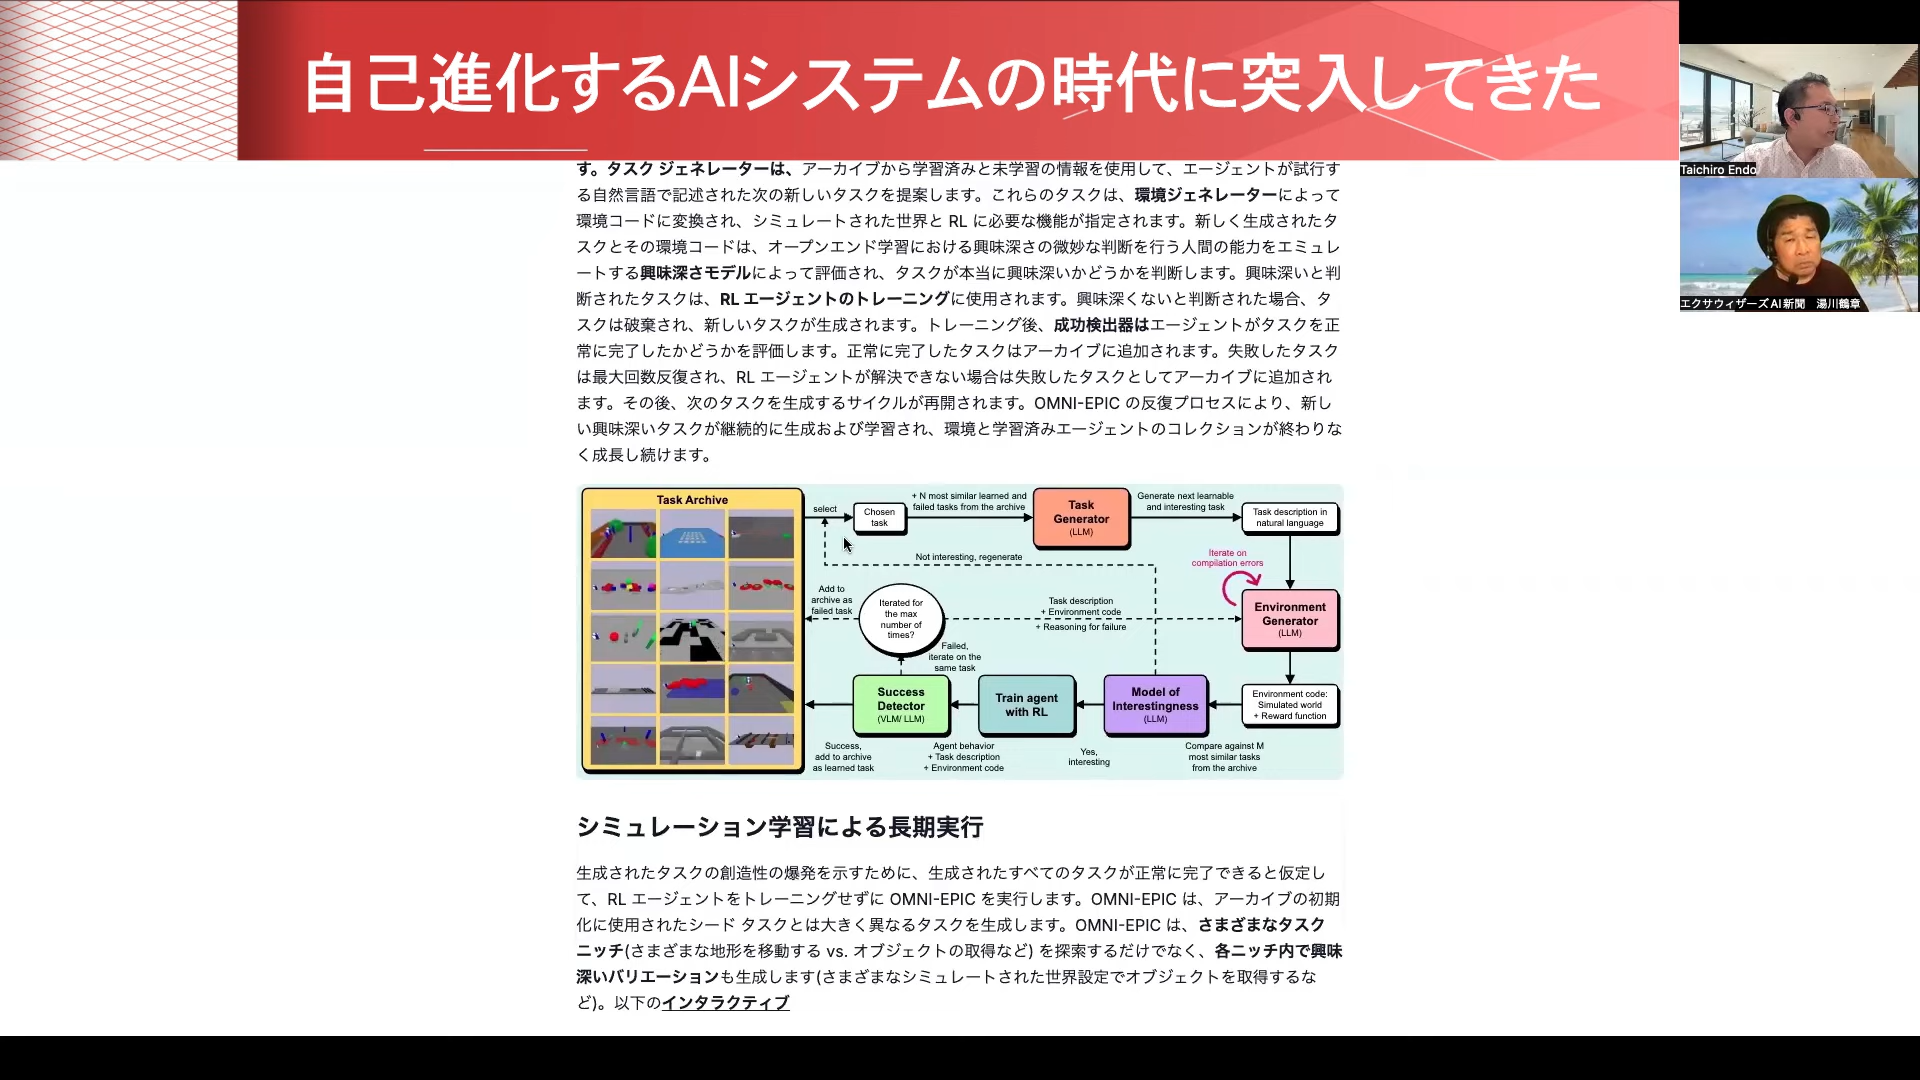 自己進化するAIシステムの時代に突入してきた
す。タスク ジェネレーターは、アーカイブから学習済みと未学習の情報を使用して、エージェントが試行す
る自然言語で記述された次の新しいタスクを提案します。これらのタスクは、環境ジェネレーターによって
環境コードに変換され、シミュレートされた世界と RL に必要な機能が指定されます。新しく生成されたタ
スクとその環境コードは、オープンエンド学習における興味深さの微妙な判断を行う人間の能力をエミュレ
ートする興味深さモデルによって評価され、タスクが本当に興味深いかどうかを判断します。興味深いと判
断されたタスクは、RL エージェントのトレーニングに使用されます。興味深くないと判断された場合、タ
スクは破棄され、新しいタスクが生成されます。トレーニング後、成功検出器はエージェントがタスクを正
常に完了したかどうかを評価します。正常に完了したタスクはアーカイブに追加されます。失敗したタスク
は最大回数反復され、RL エージェントが解決できない場合は失敗したタスクとしてアーカイブに追加され
ます。その後、次のタスクを生成するサイクルが再開されます。OMNI-EPIC の反復プロセスにより、新し
い興味深いタスクが継続的に生成および学習され、環境と学習済みエージェントのコレクションが終わりな
く成長し続けます。
Task Archive
select
Chosen
task
+ N most similar learned and
failed tasks from the archive
Task
Generator
(LLM)
Generate next learnable
and interesting task
Task description in
natural language
Not interesting, regenerate
Iterate on
compilation errors
Add to
archive as
failed task
Iterated for
the max
number of
times?
Task description
+ Environment code
+ Reasoning for failure
Environment
Generator
(LLM)
Failed,
iterate on the
same task
Success
Detector
(VLM/ LLM)
Train agent
with RL
Model of
Interestingness
(LLM)
Environment code:
Simulated world
+ Reward function
Success,
add to archive
as learned task
Agent behavior
+ Task description
+ Environment code
Yes,
interesting
Compare against M
most similar tasks
from the archive
シミュレーション学習による長期実行
生成されたタスクの創造性の爆発を示すために、生成されたすべてのタスクが正常に完了できると仮定し
て、RL エージェントをトレーニングせずに OMNI-EPIC を実行します。OMNI-EPIC は、アーカイブの初期
化に使用されたシード タスクとは大きく異なるタスクを生成します。OMNI-EPIC は、さまざまなタスク
ニッチ(さまざまな地形を移動する vs. オブジェクトの取得など) を探索するだけでなく、各ニッチ内で興味
深いバリエーションも生成します(さまざまなシミュレートされた世界設定でオブジェクトを取得するな
ど)。以下のインタラクティブ
Taichiro Endo
エクサウィザーズAI新聞 湯川鶴章